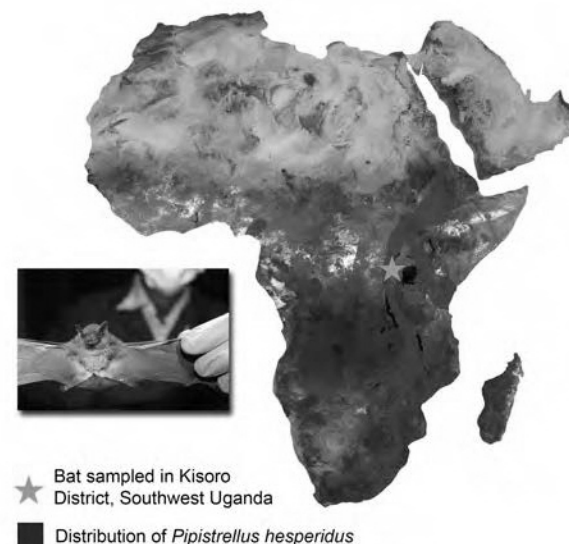 Bat sampled in Kisoro
District, Southwest Uganda
Distribution of Pipistrellus hesperidus